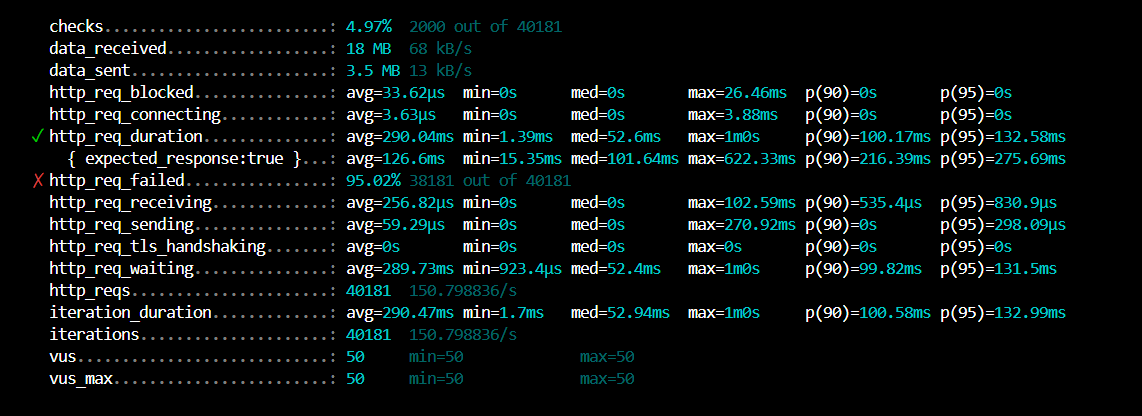 checks.........................: 4.97%  2000 out of 40181
data_received..................: 18 MB  68 kB/s
data_sent......................: 3.5 MB 13 kB/s
http_req_blocked...............: avg=33.62µs  min=0s      med=0s       max=26.46ms  p(90)=0s       p(95)=0s
http_req_connecting............: avg=3.63µs   min=0s      med=0s       max=3.88ms   p(90)=0s       p(95)=0s
✓ http_req_duration..............: avg=290.04ms min=1.39ms  med=52.6ms   max=1m0s     p(90)=100.17ms p(95)=132.58ms
{ expected_response:true }...: avg=126.6ms  min=15.35ms med=101.64ms max=622.33ms p(90)=216.39ms p(95)=275.69ms
✗ http_req_failed................: 95.02% 38181 out of 40181
http_req_receiving.............: avg=256.82µs min=0s      med=0s       max=102.59ms p(90)=535.4µs  p(95)=830.9µs
http_req_sending...............: avg=59.29µs  min=0s      med=0s       max=270.92ms p(90)=0s       p(95)=298.09µs
http_req_tls_handshaking.......: avg=0s       min=0s      med=0s       max=0s       p(90)=0s       p(95)=0s
http_req_waiting...............: avg=289.73ms min=923.4µs med=52.4ms   max=1m0s     p(90)=99.82ms  p(95)=131.5ms
http_reqs......................: 40181  150.798836/s
iteration_duration.............: avg=290.47ms min=1.7ms   med=52.94ms  max=1m0s     p(90)=100.58ms p(95)=132.99ms
iterations.....................: 40181  150.798836/s
vus............................: 50     min=50             max=50
vus_max........................: 50     min=50             max=50